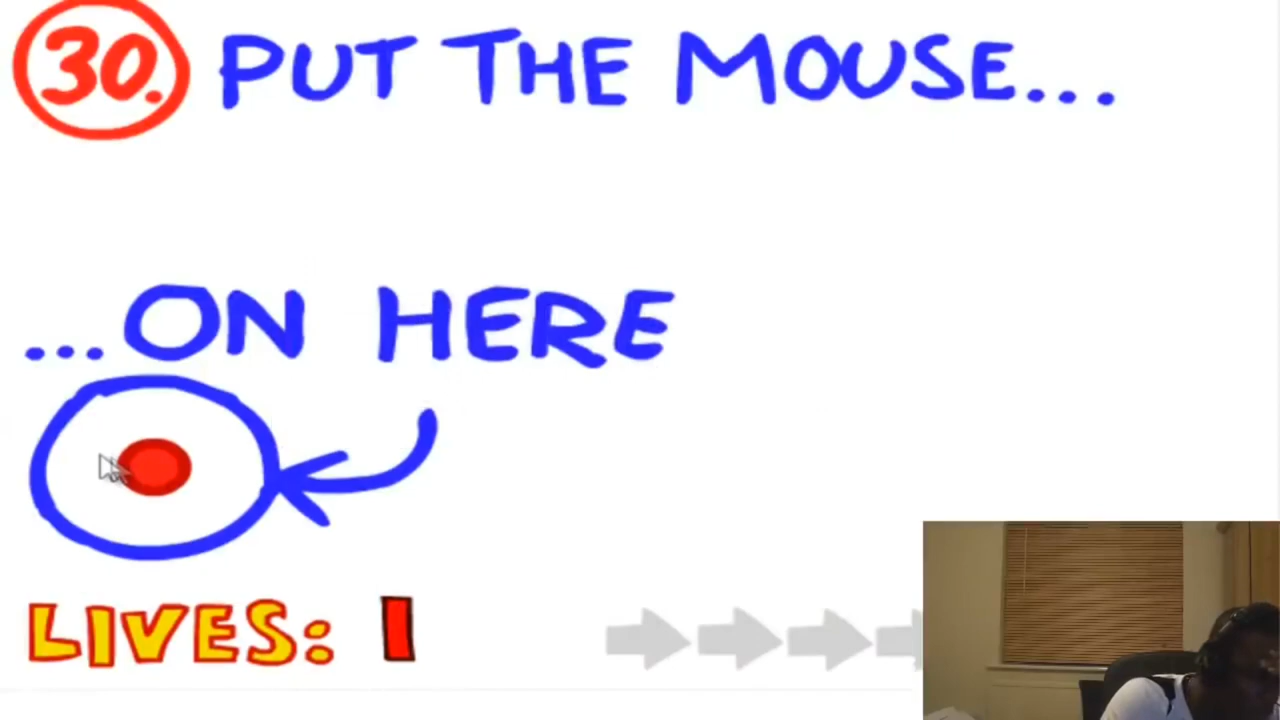 30. PUT THE MOUSE...
...ON HERE
LIVES: 1